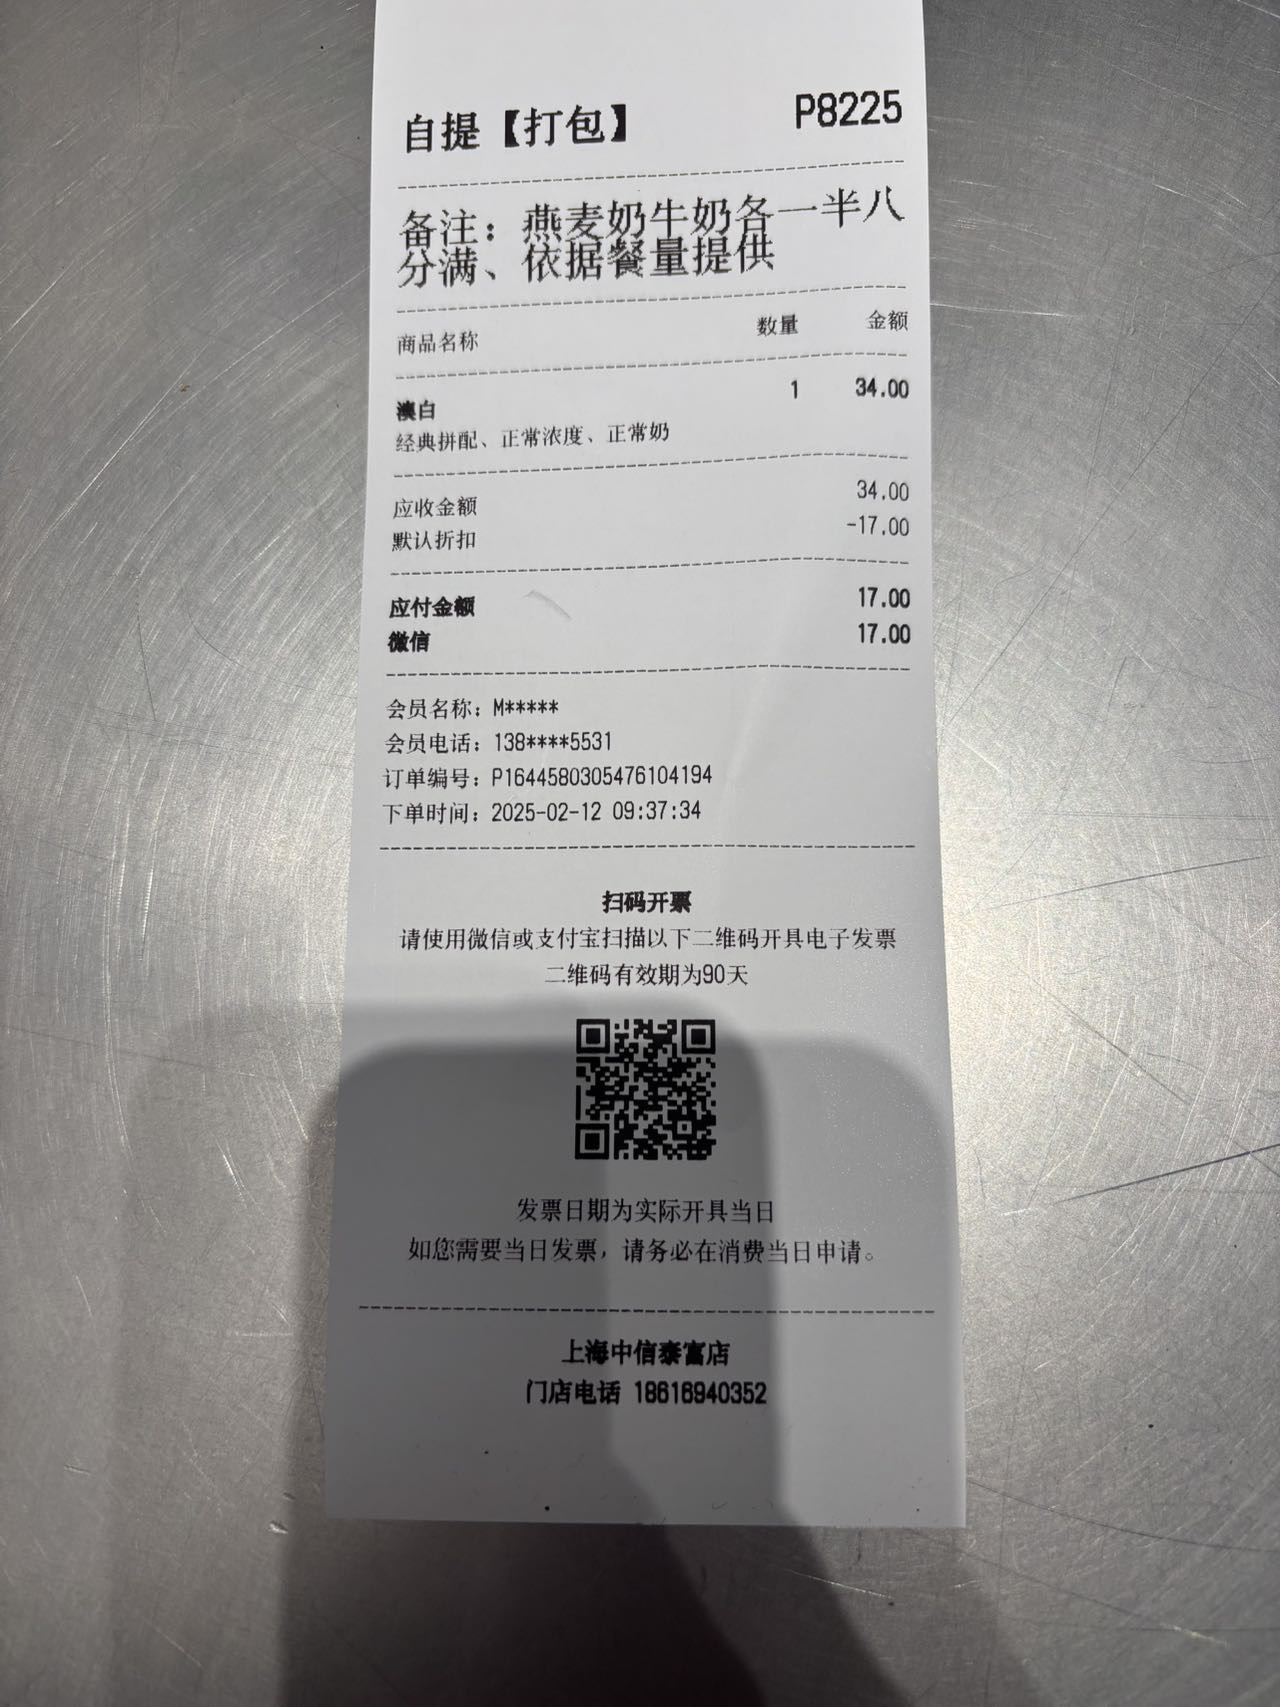 自提【打包】 P8225
备注：燕麦奶牛奶各一半八
分满、依据餐量提供
商品名称 数量 金额
澳白 1 34.00
经典拼配、正常浓度、正常奶
应收金额 34.00
默认折扣 -17.00
应付金额 17.00
微信 17.00
会员名称：M*****
会员电话：138****5531
订单编号：P1644580305476104194
下单时间：2025-02-12 09:37:34
扫码开票
请使用微信或支付宝扫描以下二维码开具电子发票
二维码有效期为90天
发票日期为实际开具当日
如您需要当日发票，请务必在消费当日申请。
上海中信泰富店
门店电话 18616940352